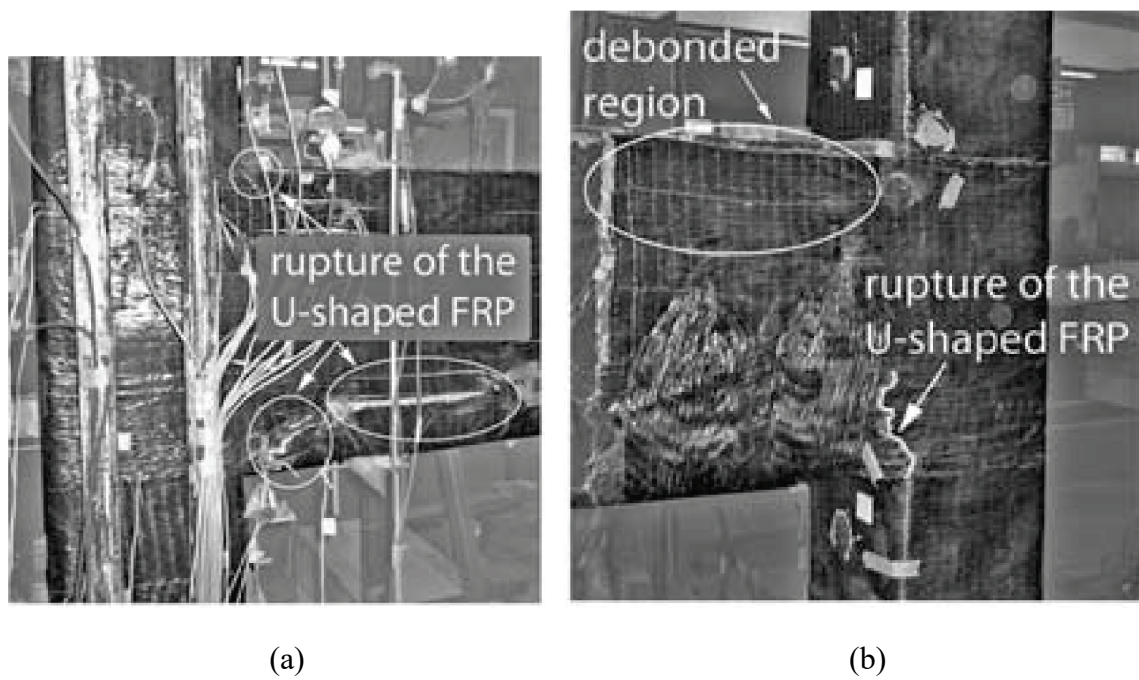 rupture of the
U-shaped FRP
debonded
region
rupture of the
U-shaped FRP
(a)
(b)